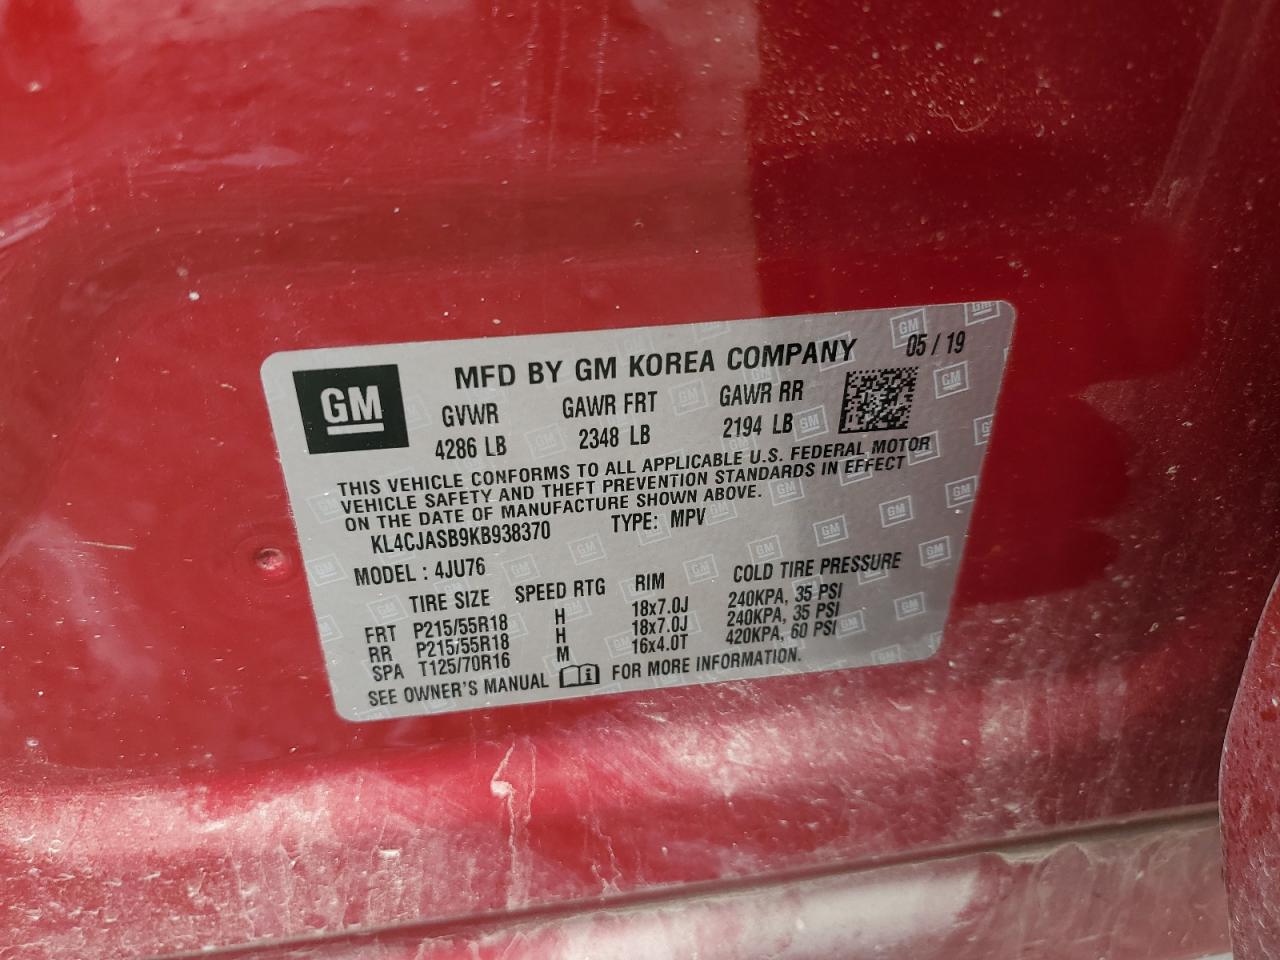 GM
MFD BY GM KOREA COMPANY 05 / 19
GVWR GAWR FRT GAWR RR
4286 LB 2348 LB 2194 LB
THIS VEHICLE CONFORMS TO ALL APPLICABLE U.S. FEDERAL MOTOR
VEHICLE SAFETY AND THEFT PREVENTION STANDARDS IN EFFECT
ON THE DATE OF MANUFACTURE SHOWN ABOVE.
KL4CJASB9KB938370 TYPE: MPV
MODEL : 4JU76
TIRE SIZE SPEED RTG RIM COLD TIRE PRESSURE
FRT P215/55R18 H 18x7.0J 240KPA, 35 PSI
RR P215/55R18 H 18x7.0J 240KPA, 35 PSI
SPA T125/70R16 M 16x4.0T 420KPA, 60 PSI
SEE OWNER'S MANUAL i FOR MORE INFORMATION.